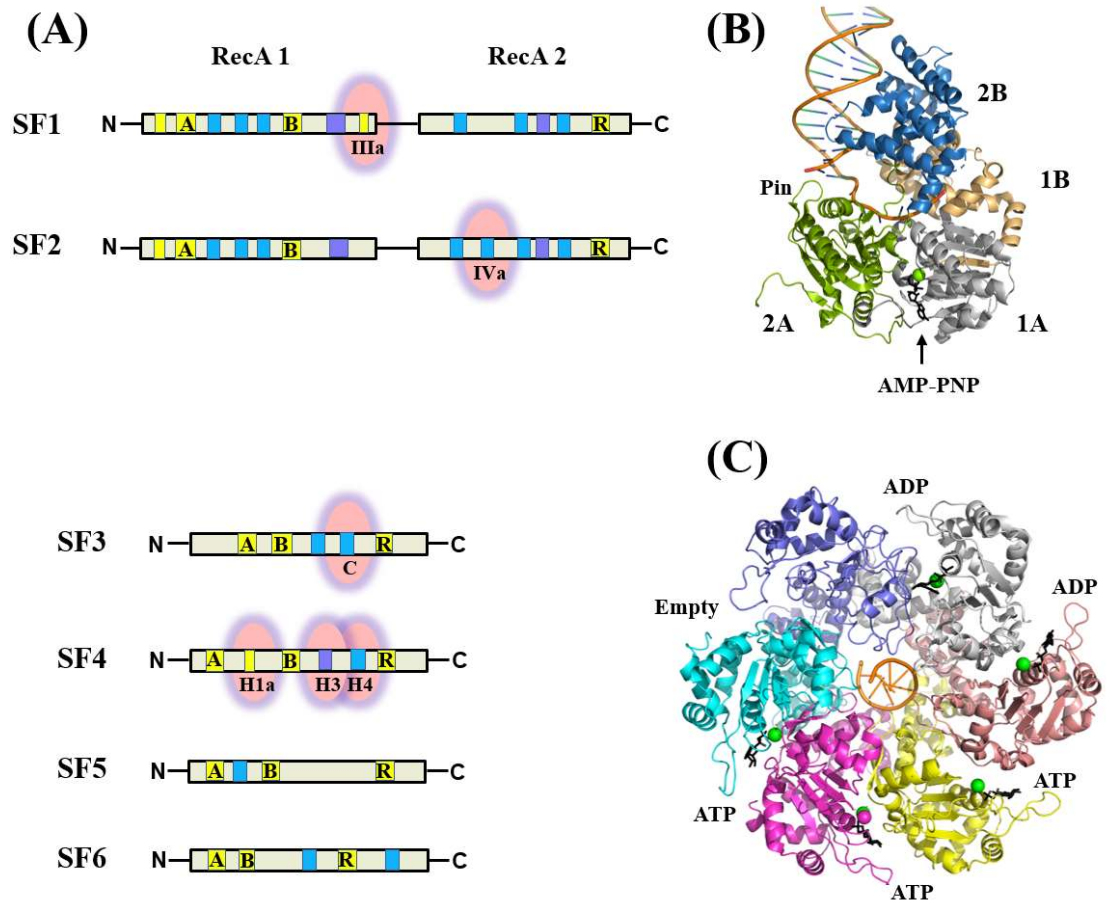 (A)
RecA 1 RecA 2
SF1 N A B R C
IIIa
SF2 N A B R C
IVa
(B)
2B
1B
Pin
2A
1A
AMP-PNP
SF3 N A B R C
C
SF4 N A B R C
H1a H3 H4
SF5 N A B R C
SF6 N A B R C
(C)
ADP
ADP
Empty
ATP
ATP
ATP